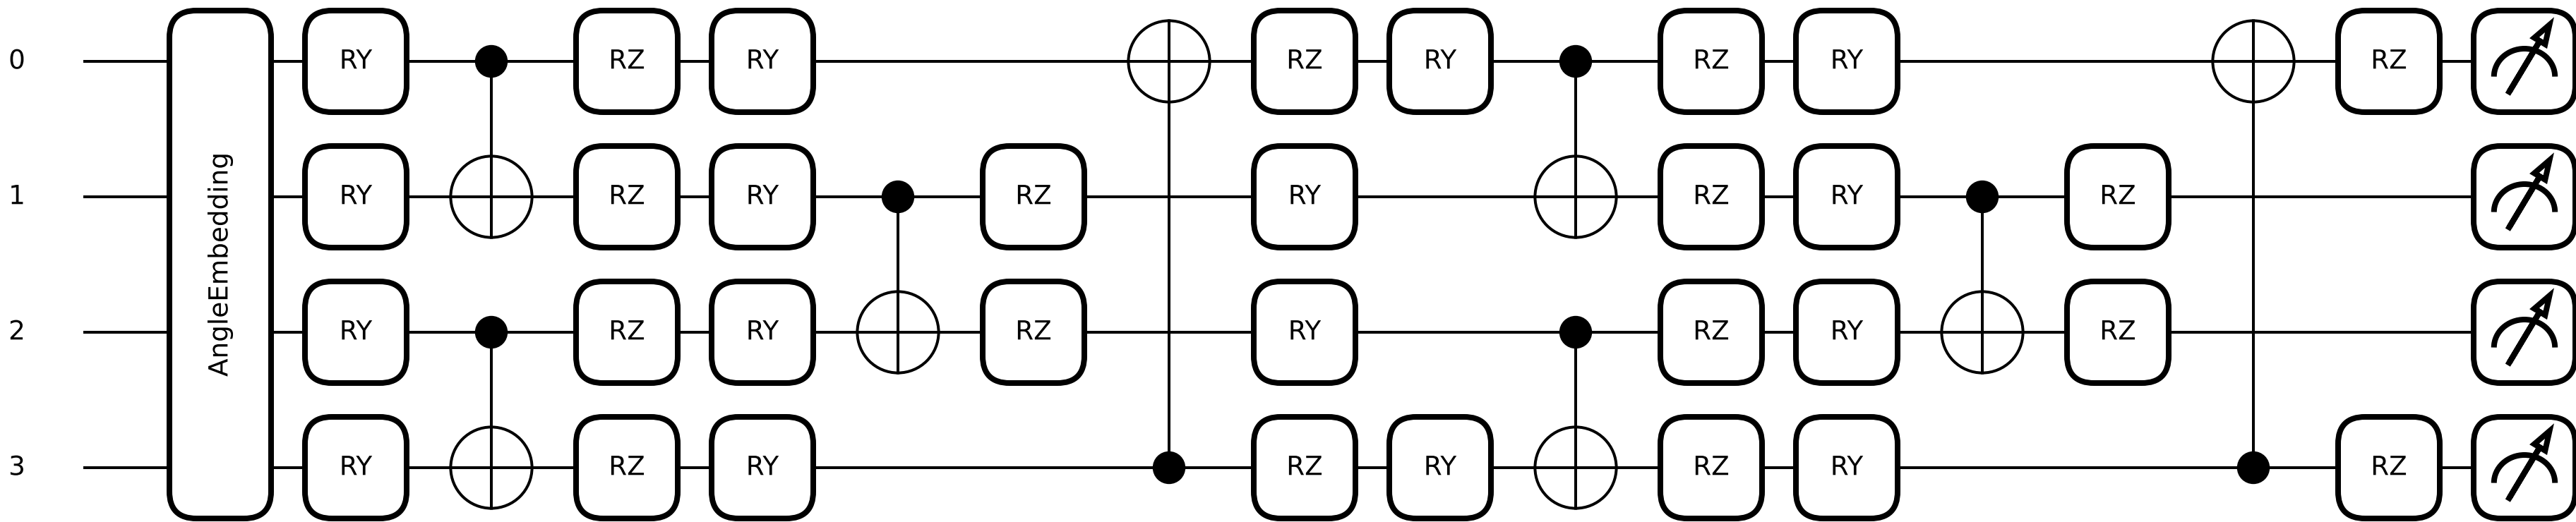 0 RY RZ RY RZ RY RZ RY RZ
AngleEmbedding
1 RY RZ RY RZ RY RZ RY RZ
2 RY RZ RY RZ RY RZ RY RZ
3 RY RZ RY RZ RY RZ RY RZ